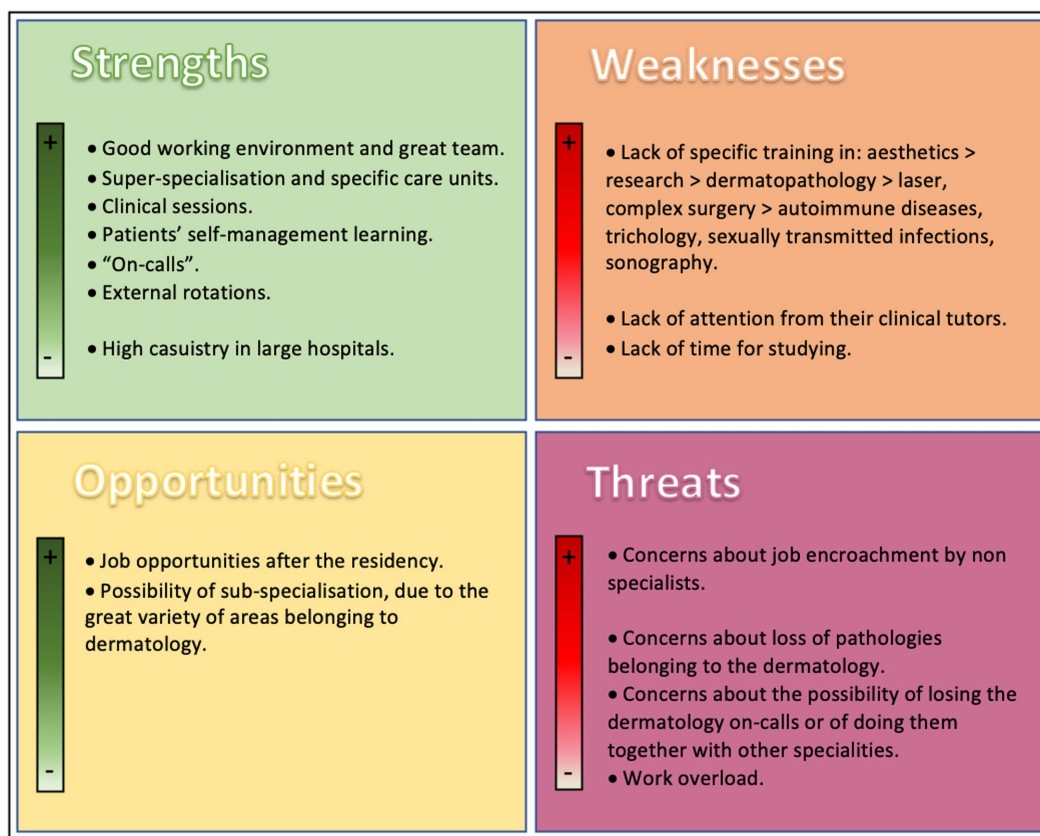 Strengths
+
• Good working environment and great team.
• Super-specialisation and specific care units.
• Clinical sessions.
• Patients’ self-management learning.
• “On-calls”.
• External rotations.
• High casuistry in large hospitals.
-
Weaknesses
+
• Lack of specific training in: aesthetics >
research > dermatopathology > laser,
complex surgery > autoimmune diseases,
trichology, sexually transmitted infections,
sonography.
• Lack of attention from their clinical tutors.
• Lack of time for studying.
-
Opportunities
+
• Job opportunities after the residency.
• Possibility of sub-specialisation, due to the
great variety of areas belonging to
dermatology.
-
Threats
+
• Concerns about job encroachment by non
specialists.
• Concerns about loss of pathologies
belonging to the dermatology.
• Concerns about the possibility of losing the
dermatology on-calls or of doing them
together with other specialities.
• Work overload.
-